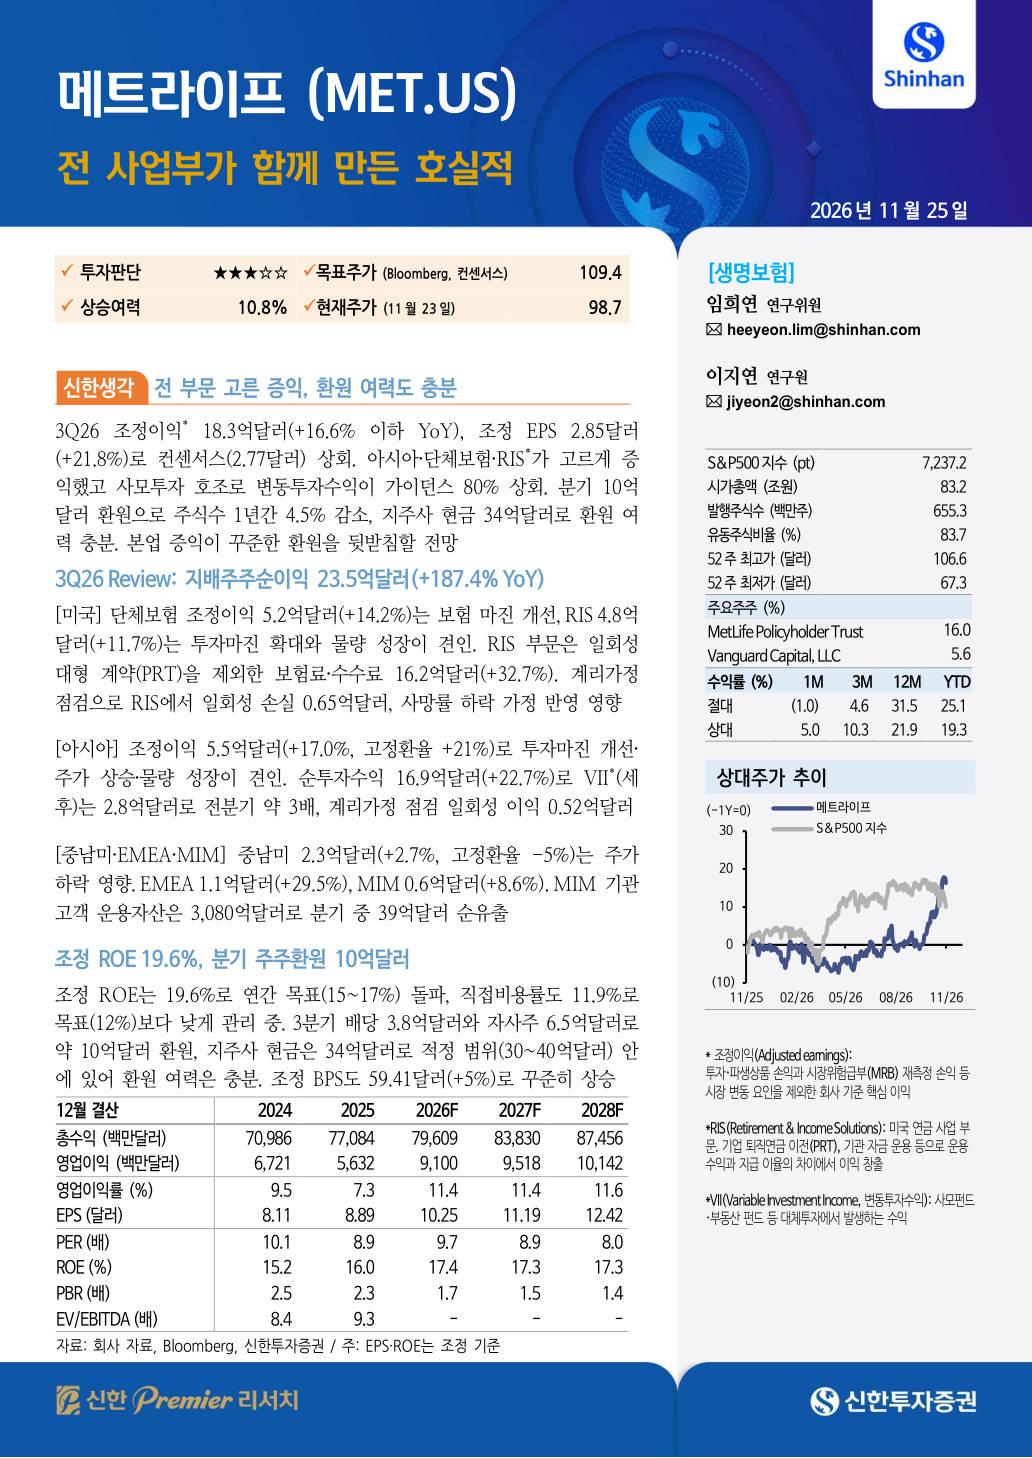 Shinhan
메트라이프 (MET.US)
전 사업부가 함께 만든 호실적
2026년 11월 25일
✓ 투자판단 ★★★☆☆ ✓목표주가 (Bloomberg, 컨센서스) 109.4
✓ 상승여력 10.8% ✓현재주가 (11월 23일) 98.7
신한생각 전 부문 고른 증익, 환원 여력도 충분
3Q26 조정이익* 18.3억달러(+16.6% 이하 YoY), 조정 EPS 2.85달러
(+21.8%)로 컨센서스(2.77달러) 상회. 아시아·단체보험·RIS*가 고르게 증
익했고 사모투자 호조로 변동투자수익이 가이던스 80% 상회. 분기 10억
달러 환원으로 주식수 1년간 4.5% 감소, 지주사 현금 34억달러로 환원 여
력 충분. 본업 증익이 꾸준한 환원을 뒷받침할 전망
3Q26 Review: 지배주주순이익 23.5억달러(+187.4% YoY)
[미국] 단체보험 조정이익 5.2억달러(+14.2%)는 보험 마진 개선, RIS 4.8억
달러(+11.7%)는 투자마진 확대와 물량 성장이 견인. RIS 부문은 일회성
대형 계약(PRT)을 제외한 보험료·수수료 16.2억달러(+32.7%). 계리가정
점검으로 RIS에서 일회성 손실 0.65억달러, 사망률 하락 가정 반영 영향
[아시아] 조정이익 5.5억달러(+17.0%, 고정환율 +21%)로 투자마진 개선·
주가 상승·물량 성장이 견인. 순투자수익 16.9억달러(+22.7%)로 VII*(세
후)는 2.8억달러로 전분기 약 3배, 계리가정 점검 일회성 이익 0.52억달러
[중남미·EMEA·MIM] 중남미 2.3억달러(+2.7%, 고정환율 -5%)는 주가
하락 영향. EMEA 1.1억달러(+29.5%), MIM 0.6억달러(+8.6%). MIM 기관
고객 운용자산은 3,080억달러로 분기 중 39억달러 순유출
조정 ROE 19.6%, 분기 주주환원 10억달러
조정 ROE는 19.6%로 연간 목표(15~17%) 돌파, 직접비용률도 11.9%로
목표(12%)보다 낮게 관리 중. 3분기 배당 3.8억달러와 자사주 6.5억달러로
약 10억달러 환원, 지주사 현금은 34억달러로 적정 범위(30~40억달러) 안
에 있어 환원 여력은 충분. 조정 BPS도 59.41달러(+5%)로 꾸준히 상승
12월 결산 2024 2025 2026F 2027F 2028F
총수익 (백만달러) 70,986 77,084 79,609 83,830 87,456
영업이익 (백만달러) 6,721 5,632 9,100 9,518 10,142
영업이익률 (%) 9.5 7.3 11.4 11.4 11.6
EPS (달러) 8.11 8.89 10.25 11.19 12.42
PER (배) 10.1 8.9 9.7 8.9 8.0
ROE (%) 15.2 16.0 17.4 17.3 17.3
PBR (배) 2.5 2.3 1.7 1.5 1.4
EV/EBITDA (배) 8.4 9.3 - - -
자료: 회사 자료, Bloomberg, 신한투자증권 / 주: EPS·ROE는 조정 기준
[생명보험]
임희연 연구위원
heeyeon.lim@shinhan.com
이지연 연구원
jiyeon2@shinhan.com
S&P500 지수 (pt) 7,237.2
시가총액 (조원) 83.2
발행주식수 (백만주) 655.3
유동주식비율 (%) 83.7
52주 최고가 (달러) 106.6
52주 최저가 (달러) 67.3
주요주주 (%)
MetLife Policyholder Trust 16.0
Vanguard Capital, LLC 5.6
수익률 (%) 1M 3M 12M YTD
절대 (1.0) 4.6 31.5 25.1
상대 5.0 10.3 21.9 19.3
상대주가 추이
(-1Y=0) 메트라이프
S&P500 지수
30
20
10
0
(10)
11/25 02/26 05/26 08/26 11/26
* 조정이익(Adjusted earnings):
투자·파생상품 손익과 시장위험급부(MRB) 재측정 손익 등
시장 변동 요인을 제외한 회사 기준 핵심 이익
*RIS(Retirement & Income Solutions): 미국 연금 사업 부
문. 기업 퇴직연금 이전(PRT), 기관 자금 운용 등으로 운용
수익과 지급 이율의 차이에서 이익 창출
*VII(Variable Investment Income, 변동투자수익): 사모펀드
·부동산 펀드 등 대체투자에서 발생하는 수익
신한 Premier 리서치
신한투자증권